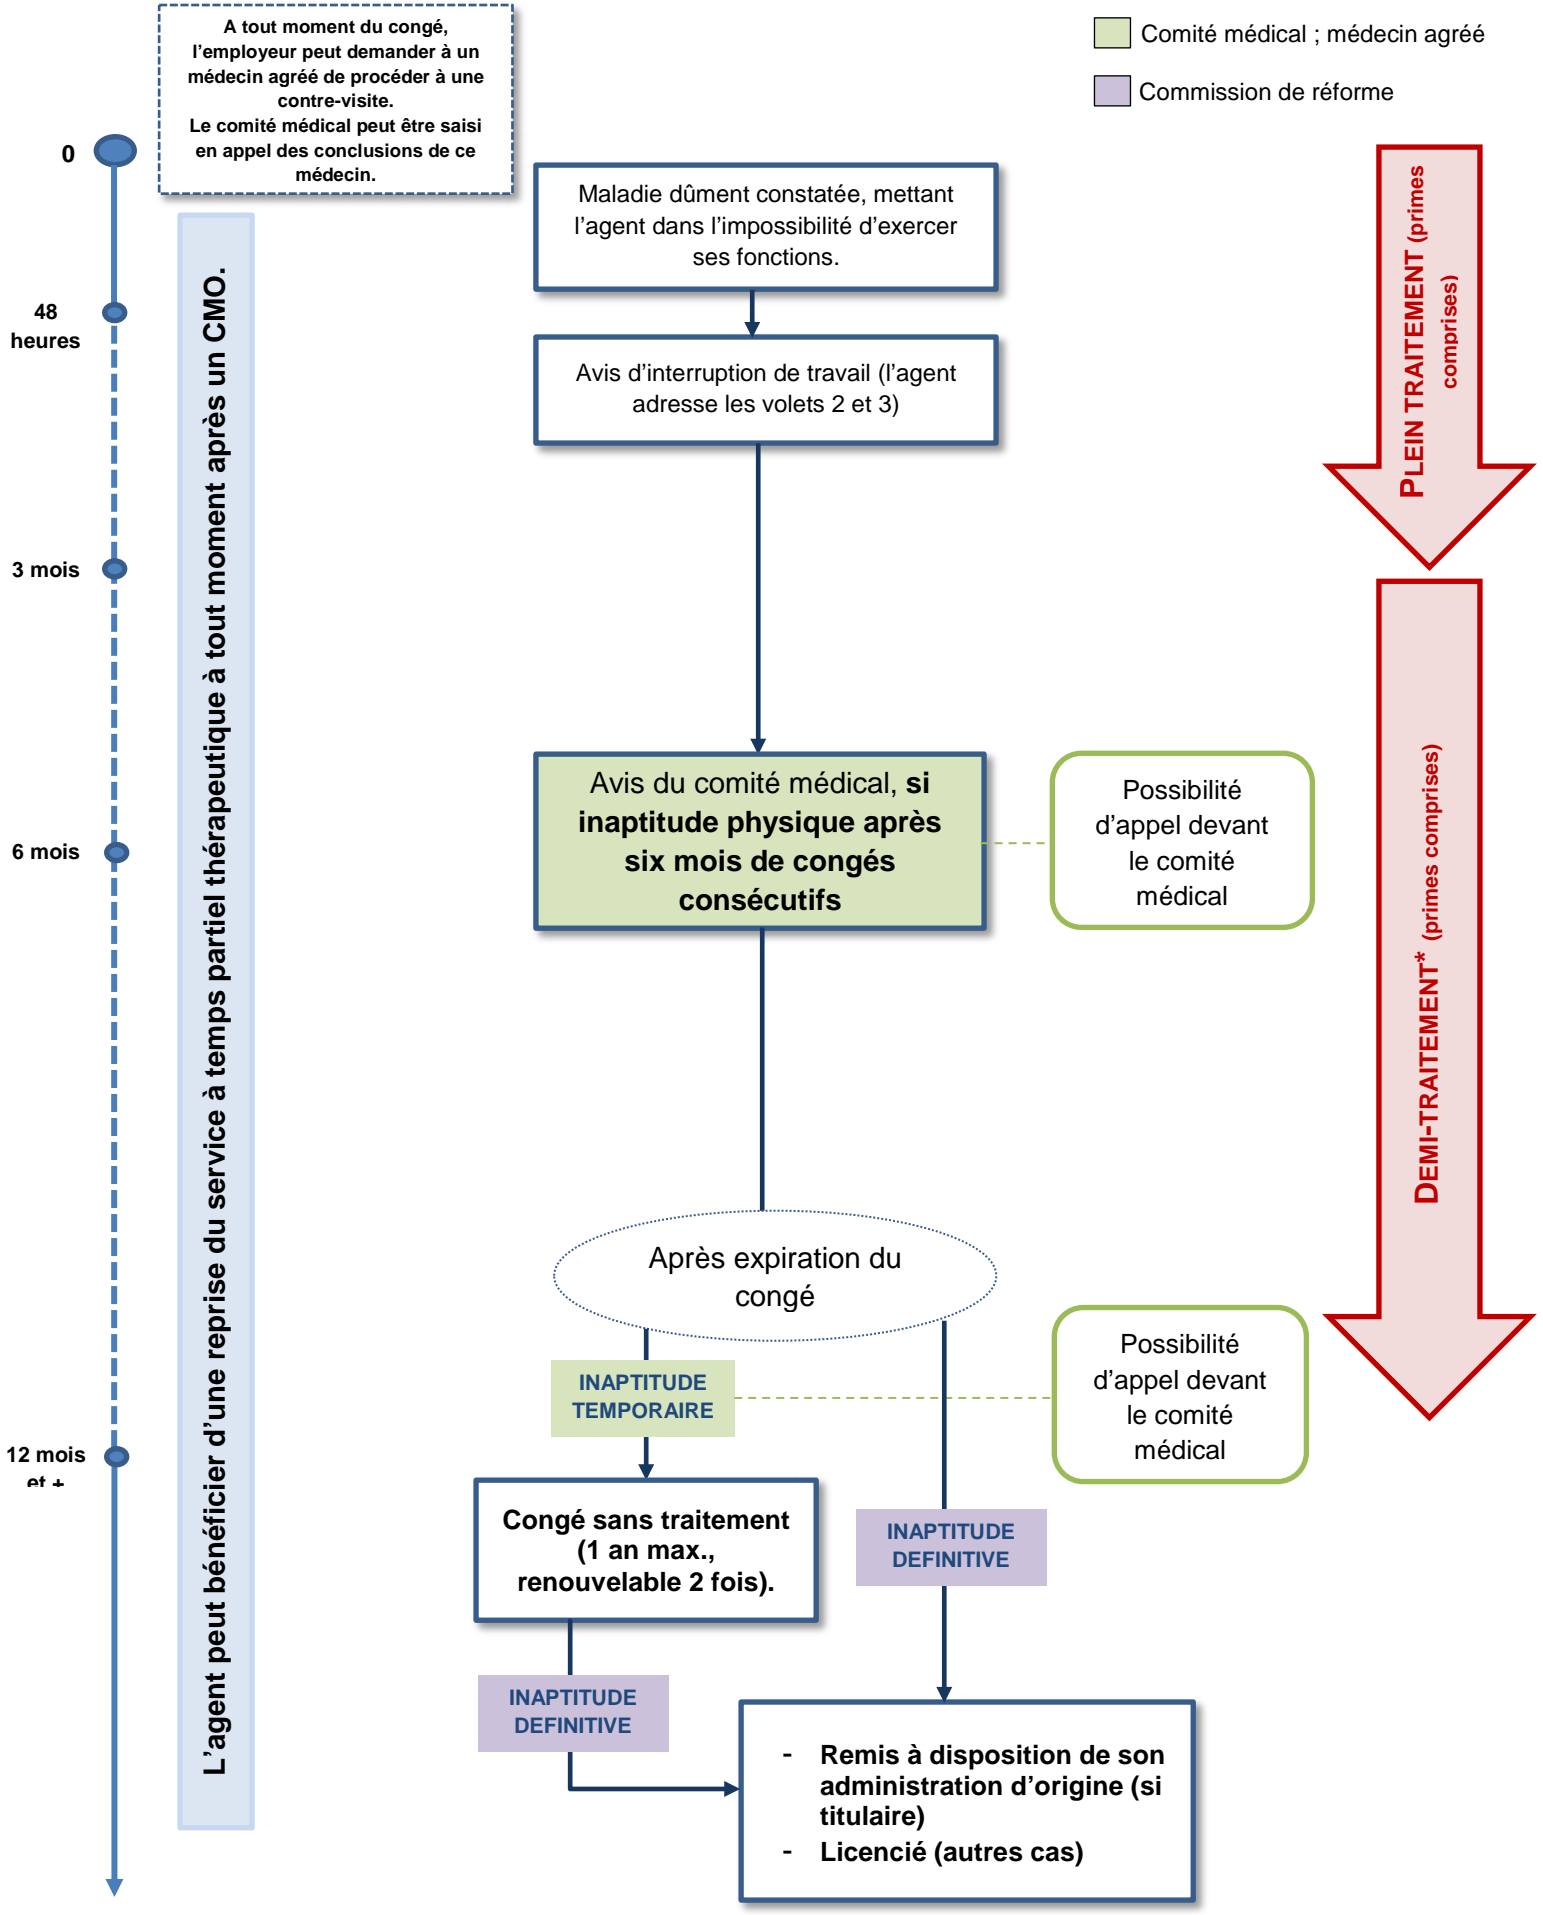 A tout moment du congé,
l'employeur peut demander à un
médecin agréé de procéder à une
contre-visite.
Le comité médical peut être saisi
en appel des conclusions de ce
médecin.
Comité médical ; médecin agréé
Commission de réforme
0
48
heures
3 mois
6 mois
12 mois
et +
L'agent peut bénéficier d'une reprise du service à temps partiel thérapeutique à tout moment après un CMO.
Maladie dûment constatée, mettant
l'agent dans l'impossibilité d'exercer
ses fonctions.
Avis d'interruption de travail (l'agent
adresse les volets 2 et 3)
PLEIN TRAITEMENT (primes
comprises)
Avis du comité médical, si
inaptitude physique après
six mois de congés
consécutifs
Possibilité
d'appel devant
le comité
médical
DEMI-TRAITEMENT* (primes comprises)
Après expiration du
congé
INAPTITUDE
TEMPORAIRE
Possibilité
d'appel devant
le comité
médical
Congé sans traitement
(1 an max.,
renouvelable 2 fois).
INAPTITUDE
DEFINITIVE
INAPTITUDE
DEFINITIVE
- Remis à disposition de son
administration d'origine (si
titulaire)
- Licencié (autres cas)